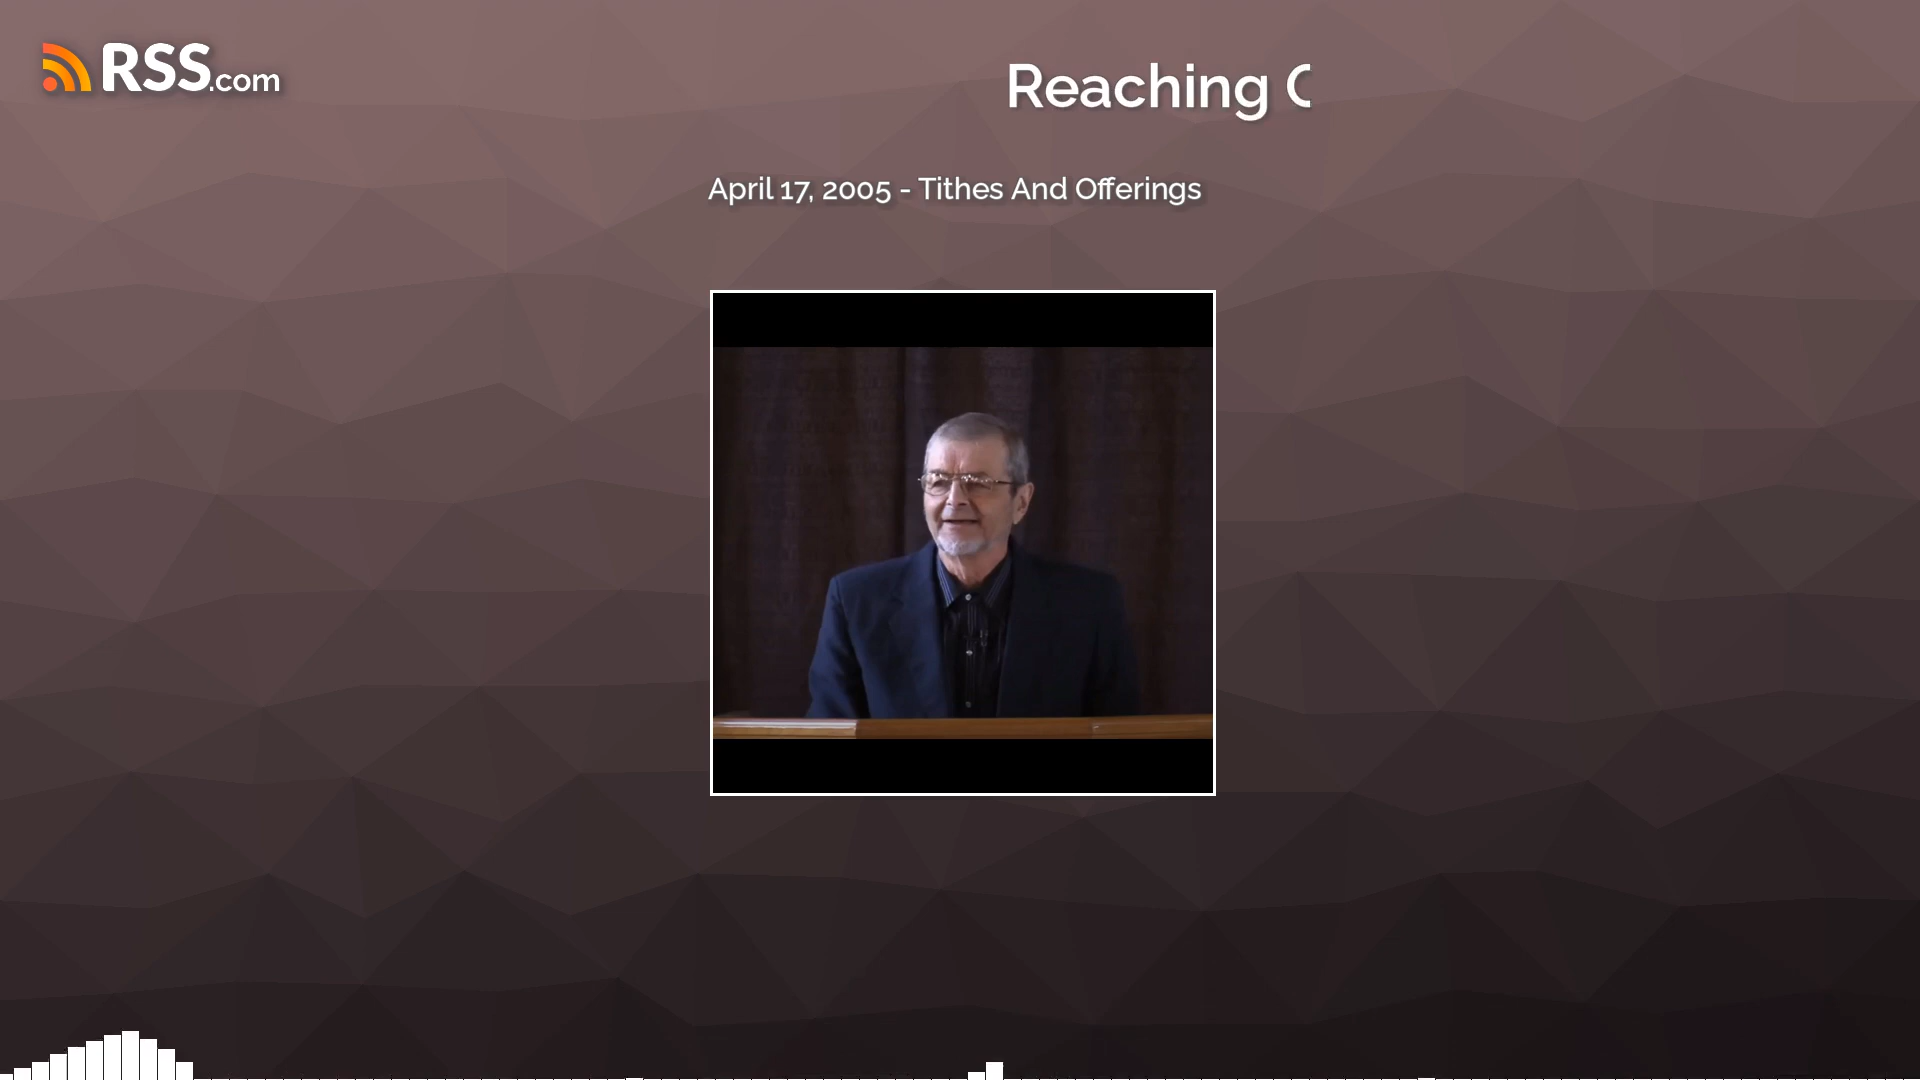 RSS.com
Reaching
April 17, 2005 - Tithes And Offerings